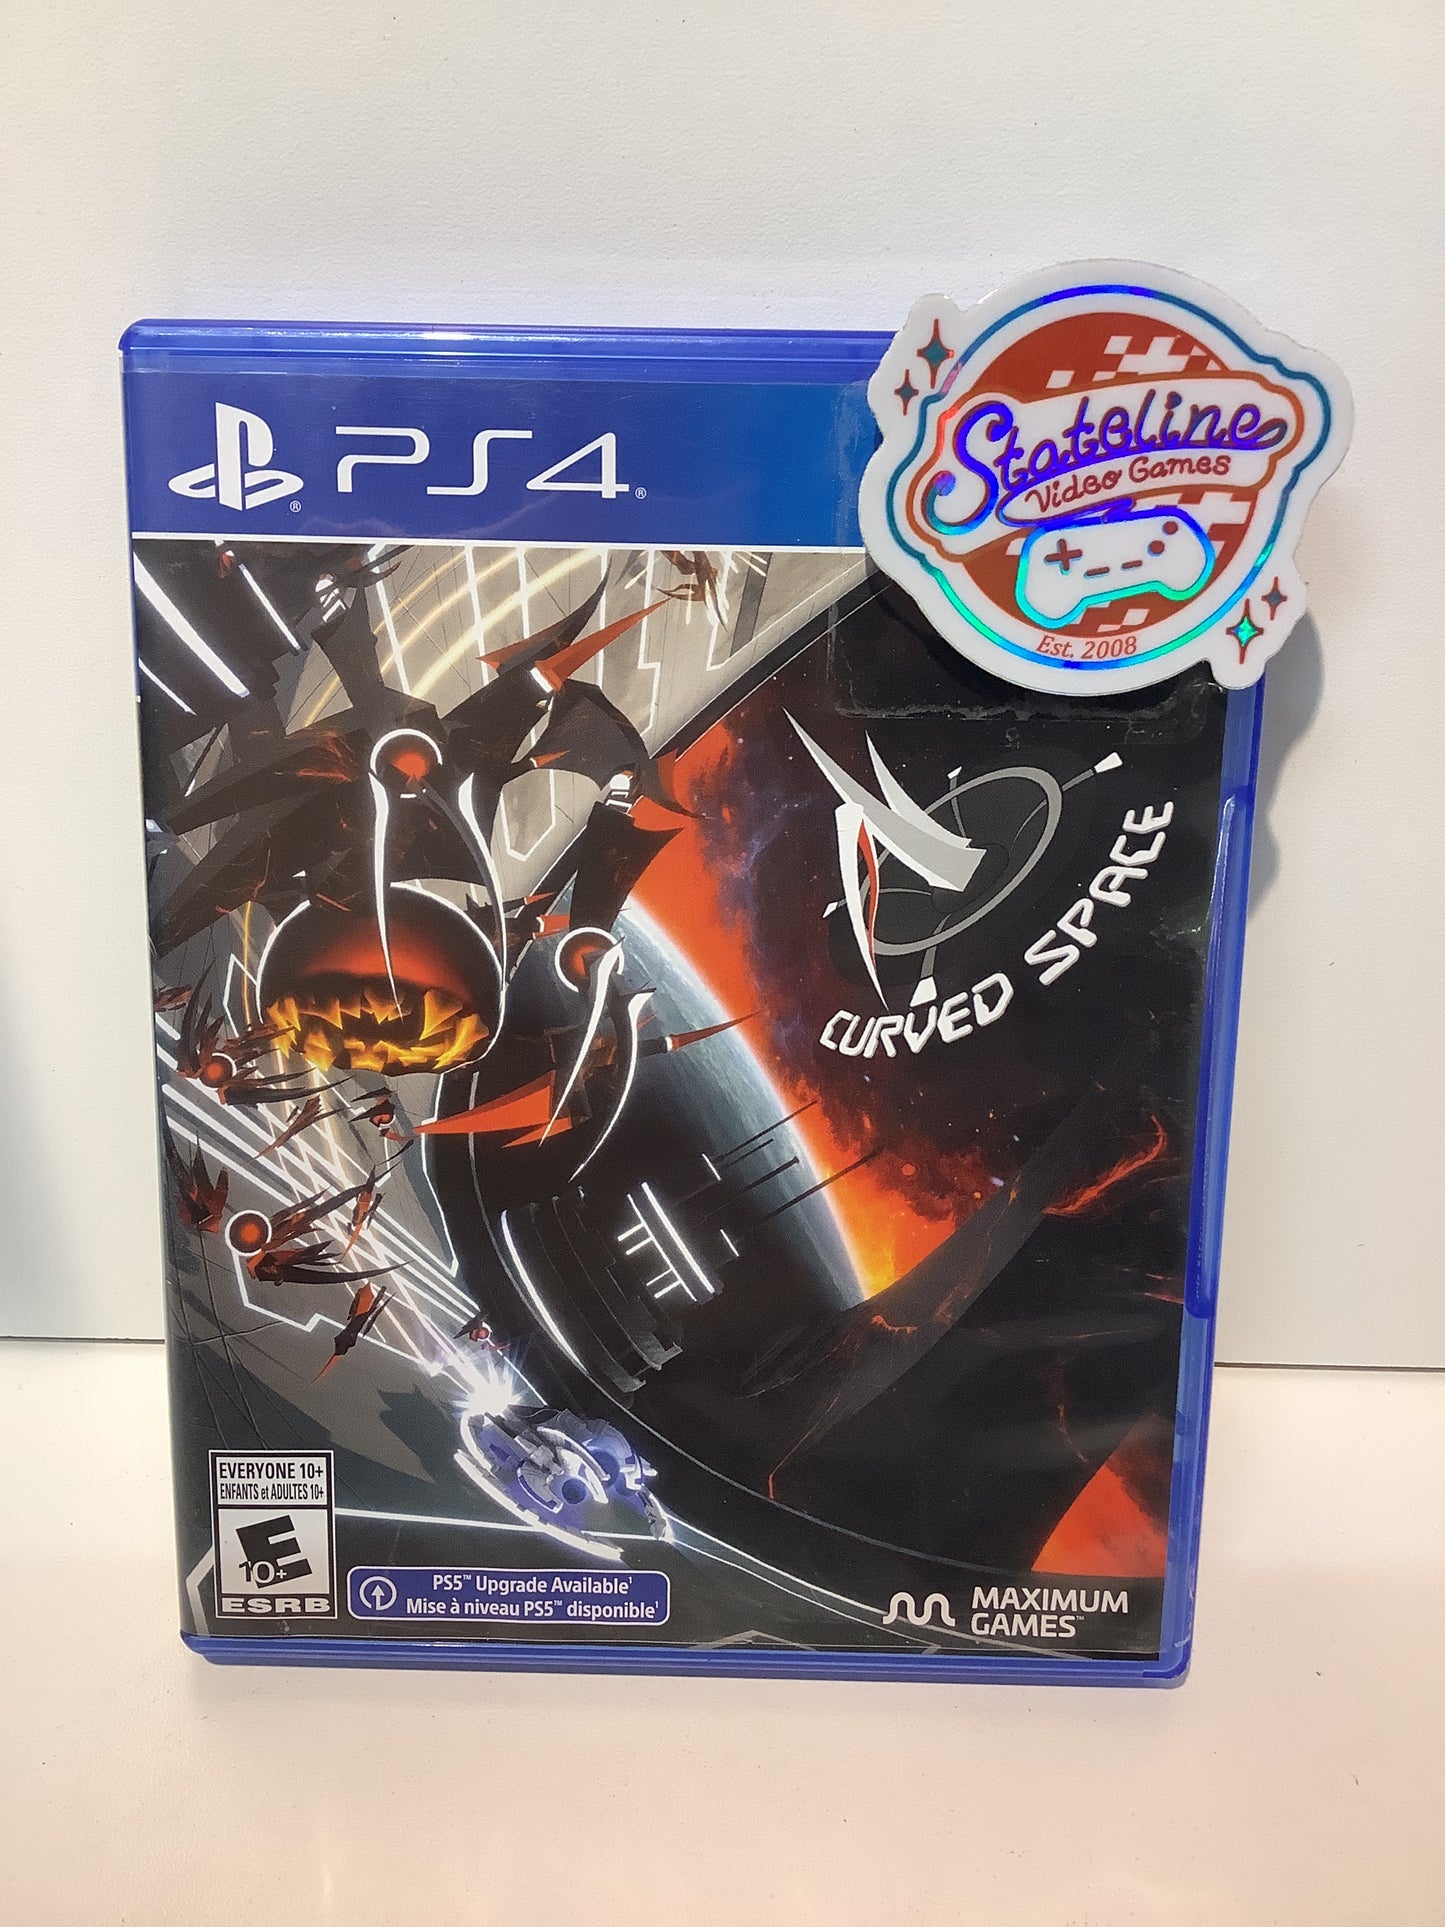 PS4®
Stateline
Video Games
Est. 2008
CURVED SPACE
EVERYONE 10+
ENFANTS et ADULTES 10+
E
10+
ESRB
PS5™ Upgrade Available¹
Mise à niveau PS5™ disponible¹
MAXIMUM
GAMES™